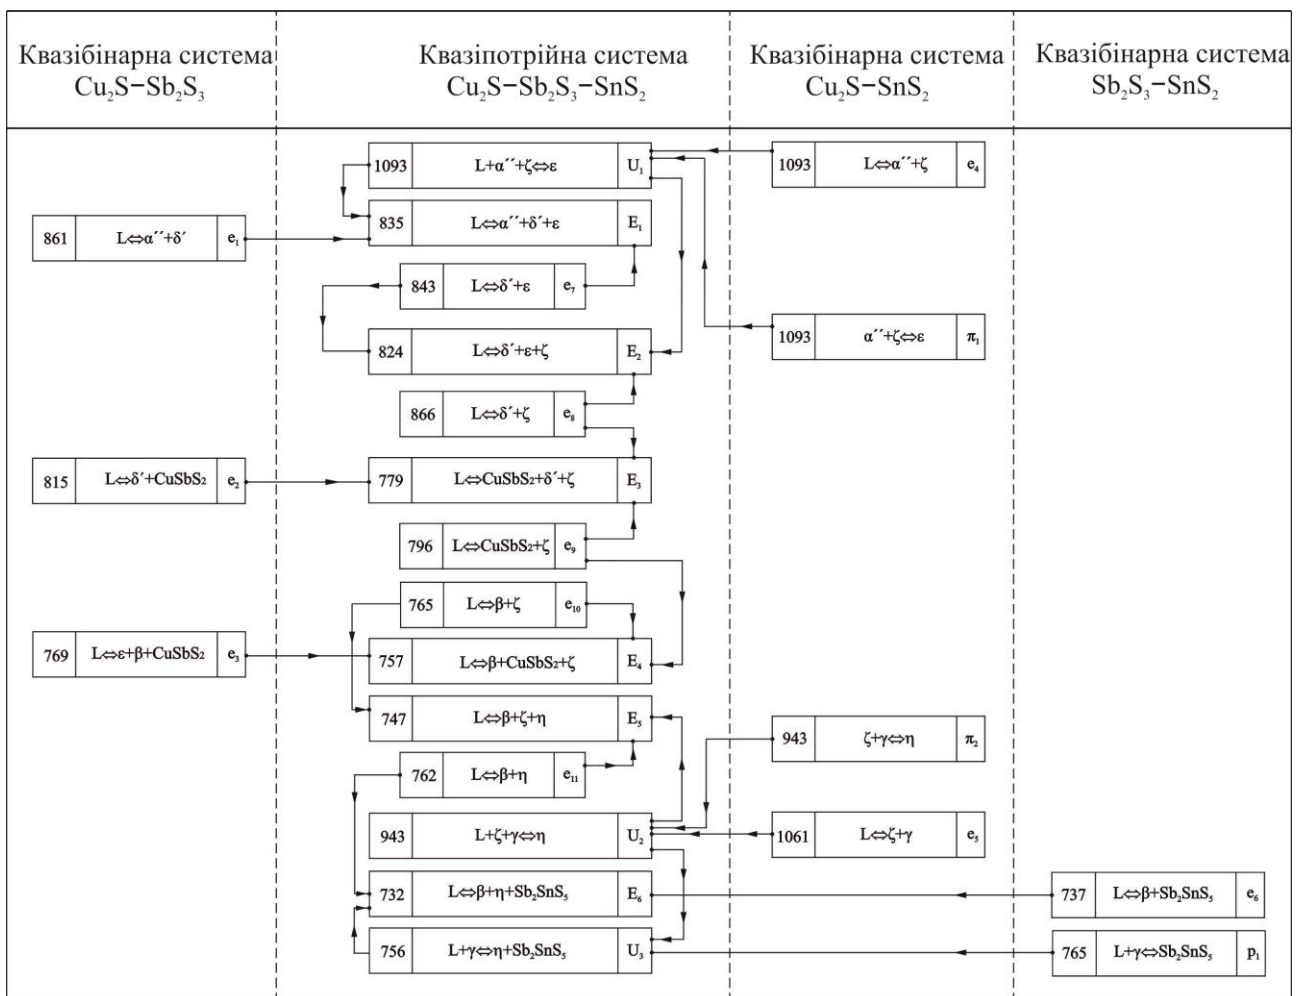 Квазібінарна система
Cu₂S−Sb₂S₃
Квазіпотрійна система
Cu₂S−Sb₂S₃−SnS₂
Квазібінарна система
Cu₂S−SnS₂
Квазібінарна система
Sb₂S₃−SnS₂
1093 L+α´´+ζ⇔ε U₁
1093 L⇔α´´+ζ e₄
835 L⇔α´´+δ´+ε E₁
861 L⇔α´´+δ´ e₁
843 L⇔δ´+ε e₇
1093 α´´+ζ⇔ε π₁
824 L⇔δ´+ε+ζ E₂
866 L⇔δ´+ζ e₈
815 L⇔δ´+CuSbS₂ e₂
779 L⇔CuSbS₂+δ´+ζ E₃
796 L⇔CuSbS₂+ζ e₉
765 L⇔β+ζ e₁₀
769 L⇔ε+β+CuSbS₂ e₃
757 L⇔β+CuSbS₂+ζ E₄
747 L⇔β+ζ+η E₅
943 ζ+γ⇔η π₂
762 L⇔β+η e₁₁
943 L+ζ+γ⇔η U₂
1061 L⇔ζ+γ e₅
732 L⇔β+η+Sb₂SnS₅ E₆
737 L⇔β+Sb₂SnS₅ e₆
756 L+γ⇔η+Sb₂SnS₅ U₃
765 L+γ⇔Sb₂SnS₅ p₁